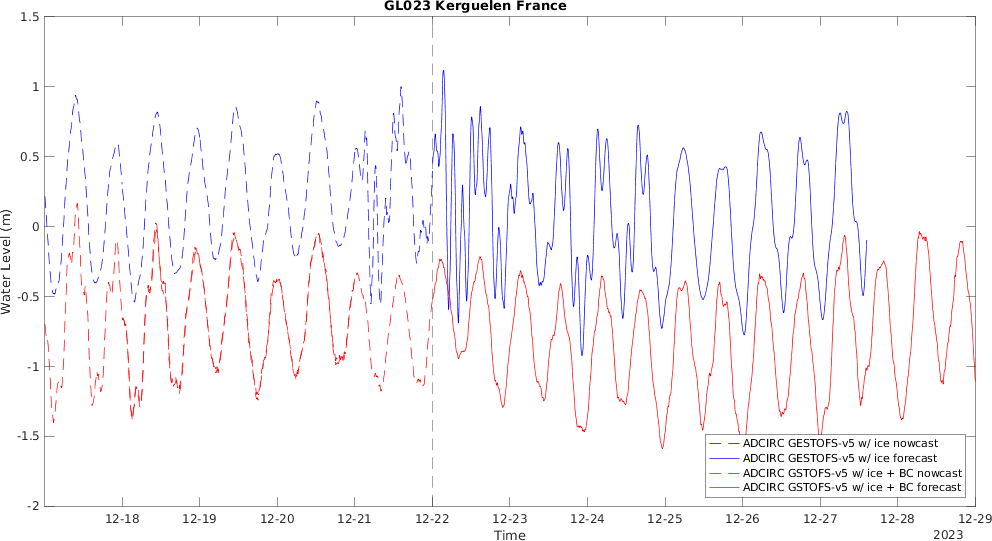 GL023 Kerguelen France
1.5
1
0.5
0
-0.5
-1
-1.5
-2
Water Level (m)
12-18 12-19 12-20 12-21 12-22 12-23 12-24 12-25 12-26 12-27 12-28 12-29
Time
2023
ADCIRC GESTOFS-v5 w/ ice nowcast
ADCIRC GESTOFS-v5 w/ ice forecast
ADCIRC GSTOFS-v5 w/ ice + BC nowcast
ADCIRC GSTOFS-v5 w/ ice + BC forecast